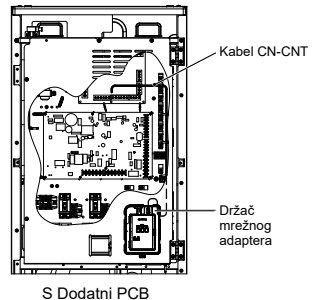 Kabel CN-CNT
Držač
mrežnog
adaptera
S Dodatni PCB